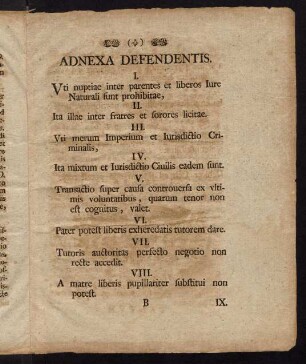 (o)
ADNEXA DEFENDENTIS.
I.
Vti nuptiae inter parentes et liberos Iure
Naturali sunt prohibitae,
II.
Ita illae inter fratres et sorores licitae.
III.
Vti merum Imperium et Iurisdictio Cri-
minalis,
IV.
Ita mixtum et Iurisdictio Ciuilis eadem sunt.
V.
Transactio super causa controuersa ex vlti-
mis voluntatibus, quarum tenor non
est cognitus, valet.
VI.
Pater potest liberis exheredatis tutorem dare.
VII.
Tutoris auctoritas perfecto negotio non
recte accedit.
VIII.
A matre liberis pupillariter substitui non
potest.
B IX.